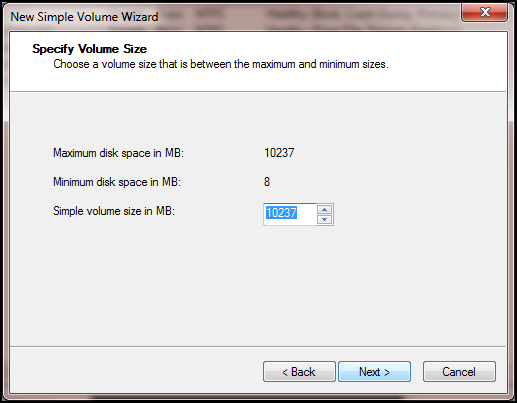 New Simple Volume Wizard
Specify Volume Size
Choose a volume size that is between the maximum and minimum sizes.
Maximum disk space in MB: 10237
Minimum disk space in MB: 8
Simple volume size in MB: 10237
< Back Next > Cancel